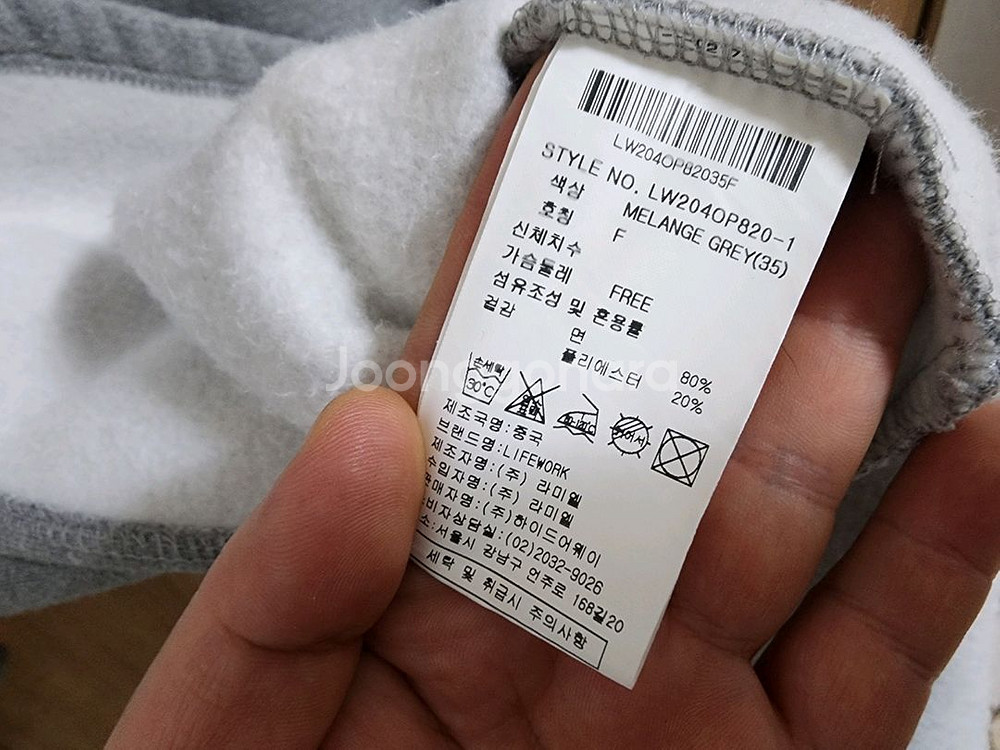 LW204OP82035F
STYLE NO. LW204OP820-1
색상 MELANGE GREY(35)
호칭 F
신체치수
가슴둘레 FREE
섬유조성 및 혼용률
겉감 면 80%
폴리에스터 20%
손세탁
30℃
제조국명:중국
브랜드명:LIFEWORK
제조자명:(주) 라미엘
수입자명:(주) 라미엘
판매자명:(주)하이드어웨이
비자상담실:(02)2032-9026
소:서울시 강남구 언주로 168길20
세탁 및 취급시 주의사항
Joonggonara